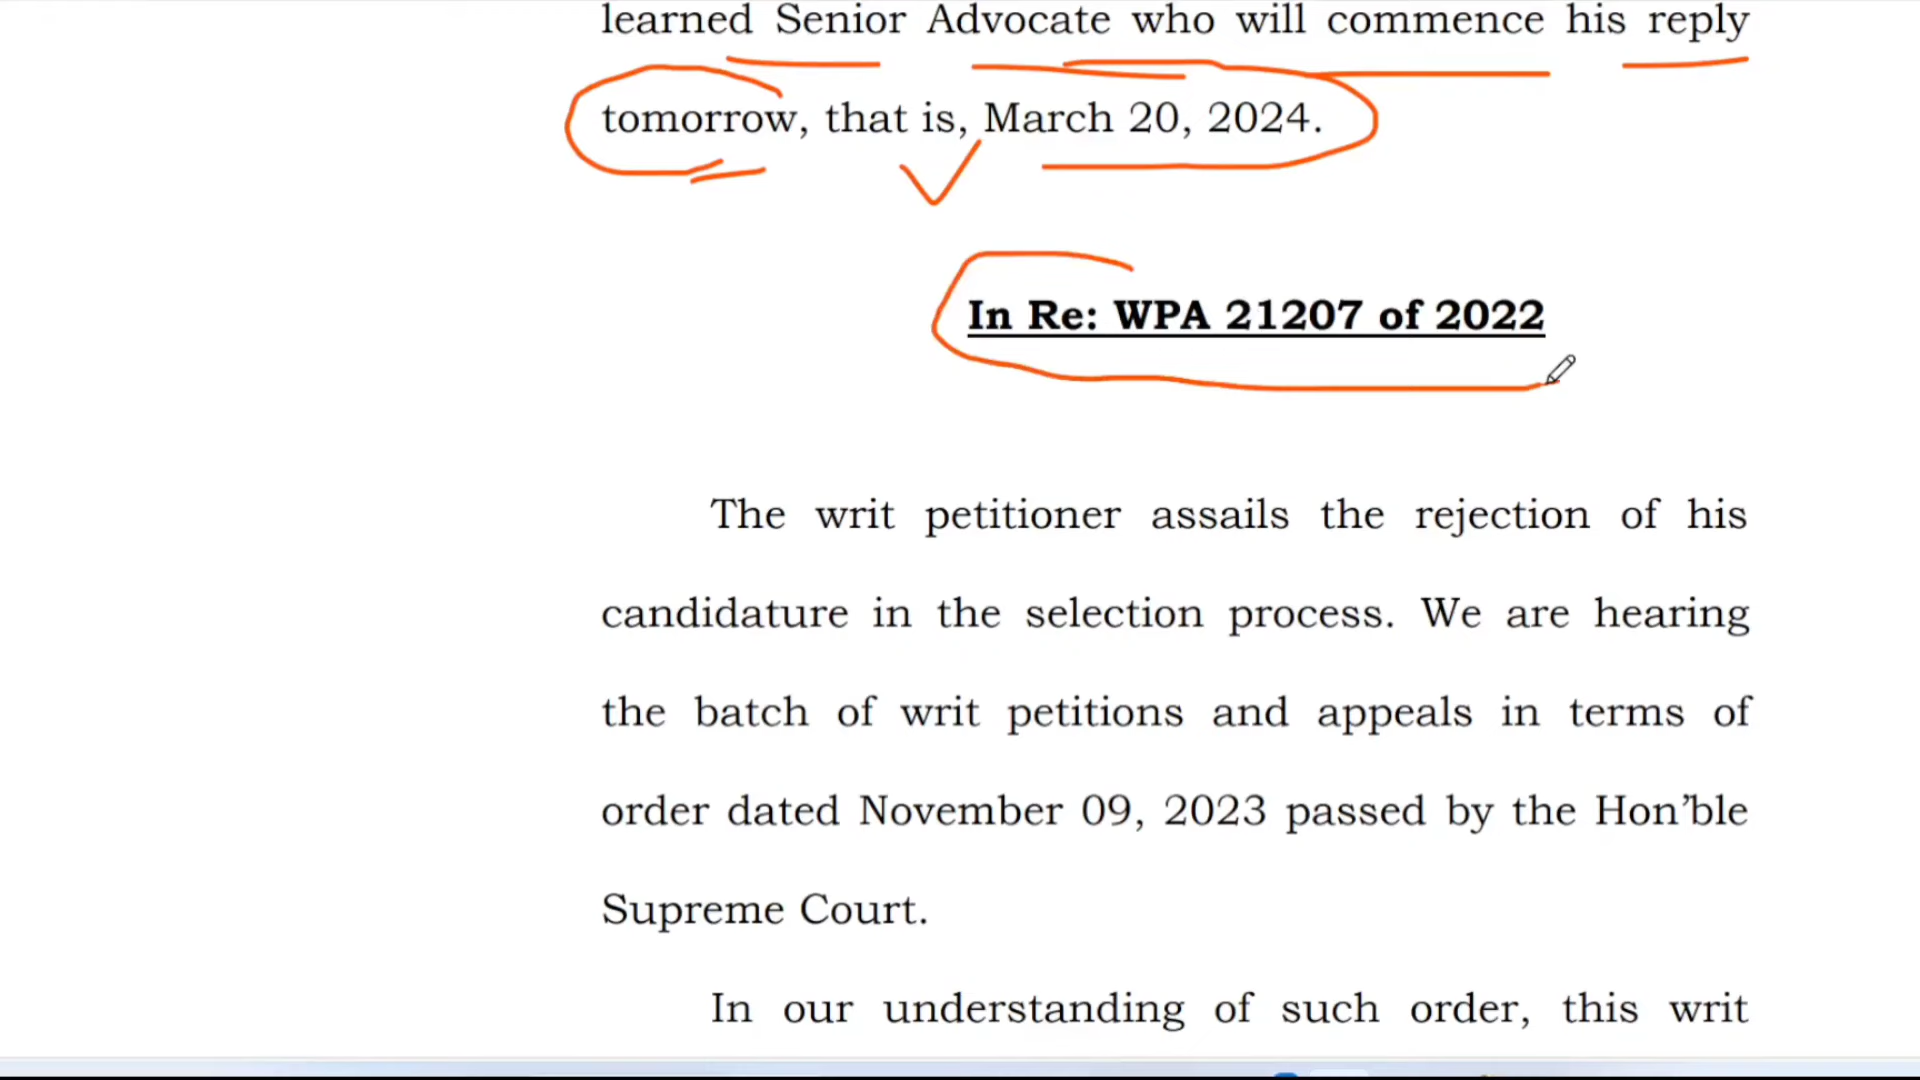 learned Senior Advocate who will commence his reply
tomorrow, that is, March 20, 2024.
In Re: WPA 21207 of 2022
The writ petitioner assails the rejection of his
candidature in the selection process. We are hearing
the batch of writ petitions and appeals in terms of
order dated November 09, 2023 passed by the Hon’ble
Supreme Court.
In our understanding of such order, this writ